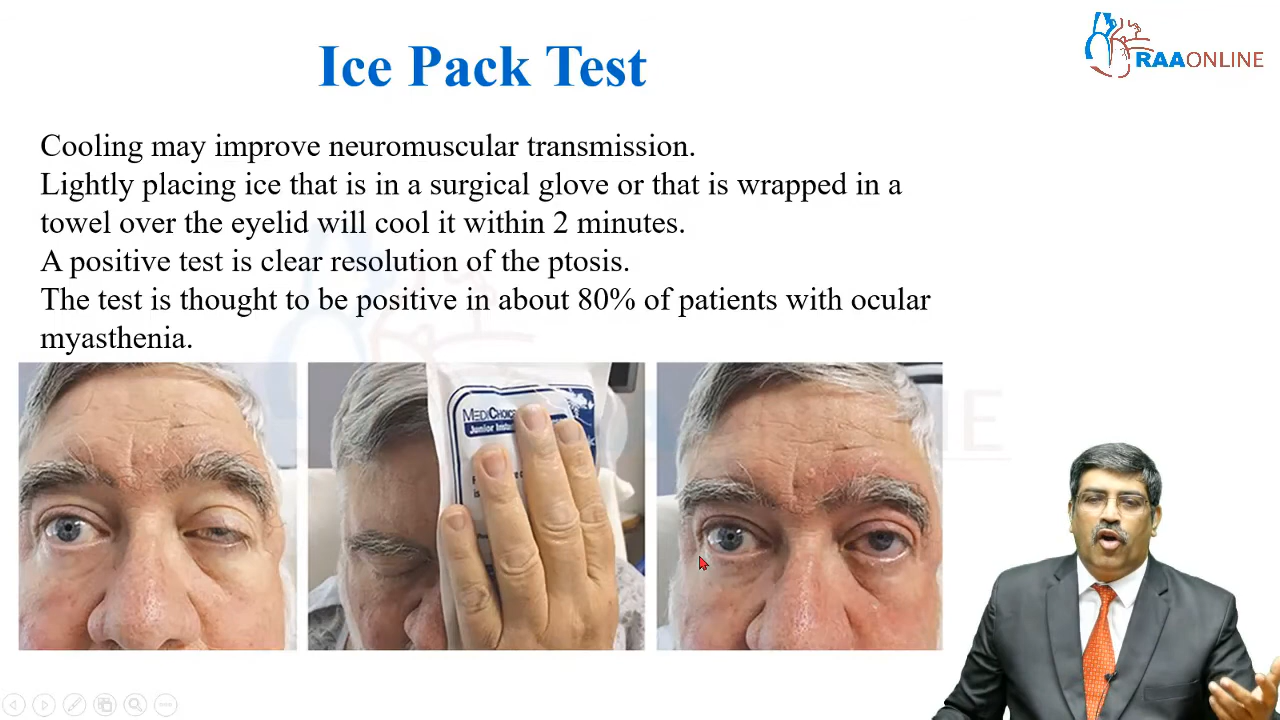 Ice Pack Test
RAAONLINE
Cooling may improve neuromuscular transmission.
Lightly placing ice that is in a surgical glove or that is wrapped in a
towel over the eyelid will cool it within 2 minutes.
A positive test is clear resolution of the ptosis.
The test is thought to be positive in about 80% of patients with ocular
myasthenia.
MEDICHOICE
Junior